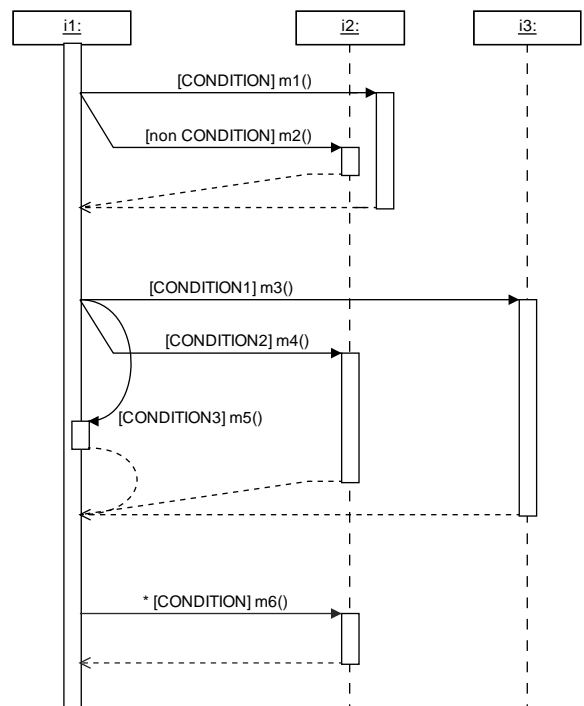 i1:
i2:
i3:
[CONDITION] m1()
[non CONDITION] m2()
[CONDITION1] m3()
[CONDITION2] m4()
[CONDITION3] m5()
* [CONDITION] m6()